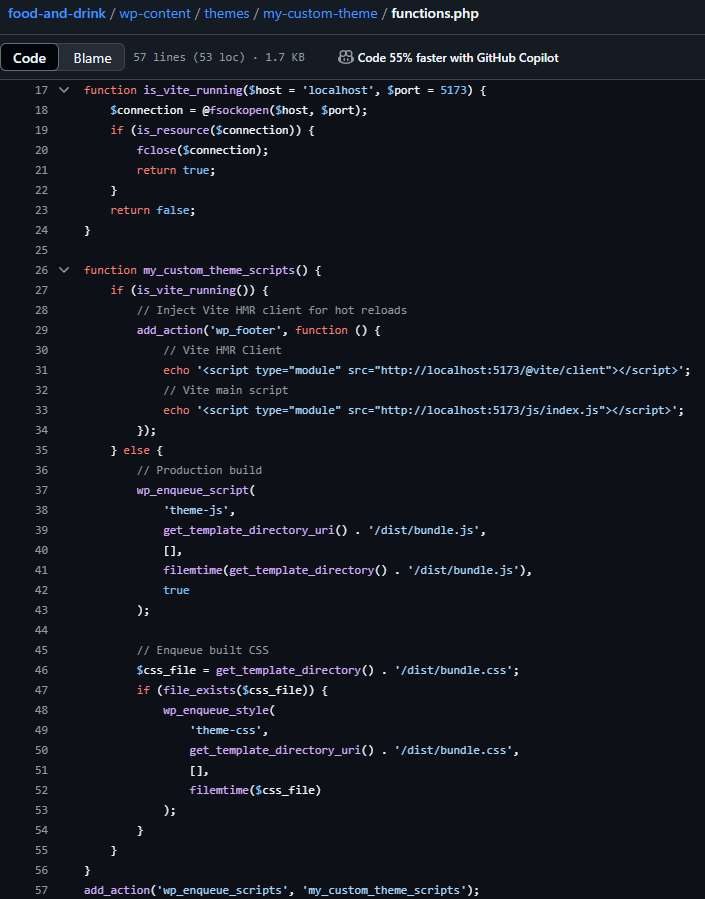 food-and-drink / wp-content / themes / my-custom-theme / functions.php
Code Blame 57 lines (53 loc) · 1.7 KB Code 55% faster with GitHub Copilot
17 function is_vite_running($host = 'localhost', $port = 5173) {
18     $connection = @fsockopen($host, $port);
19     if (is_resource($connection)) {
20         fclose($connection);
21         return true;
22     }
23     return false;
24 }
25
26 function my_custom_theme_scripts() {
27     if (is_vite_running()) {
28         // Inject Vite HMR client for hot reloads
29         add_action('wp_footer', function () {
30             // Vite HMR Client
31             echo '<script type="module" src="http://localhost:5173/@vite/client"></script>';
32             // Vite main script
33             echo '<script type="module" src="http://localhost:5173/js/index.js"></script>';
34         });
35     } else {
36         // Production build
37         wp_enqueue_script(
38             'theme-js',
39             get_template_directory_uri() . '/dist/bundle.js',
40             [],
41             filemtime(get_template_directory() . '/dist/bundle.js'),
42             true
43         );
44
45         // Enqueue built CSS
46         $css_file = get_template_directory() . '/dist/bundle.css';
47         if (file_exists($css_file)) {
48             wp_enqueue_style(
49                 'theme-css',
50                 get_template_directory_uri() . '/dist/bundle.css',
51                 [],
52                 filemtime($css_file)
53             );
54         }
55     }
56 }
57 add_action('wp_enqueue_scripts', 'my_custom_theme_scripts');